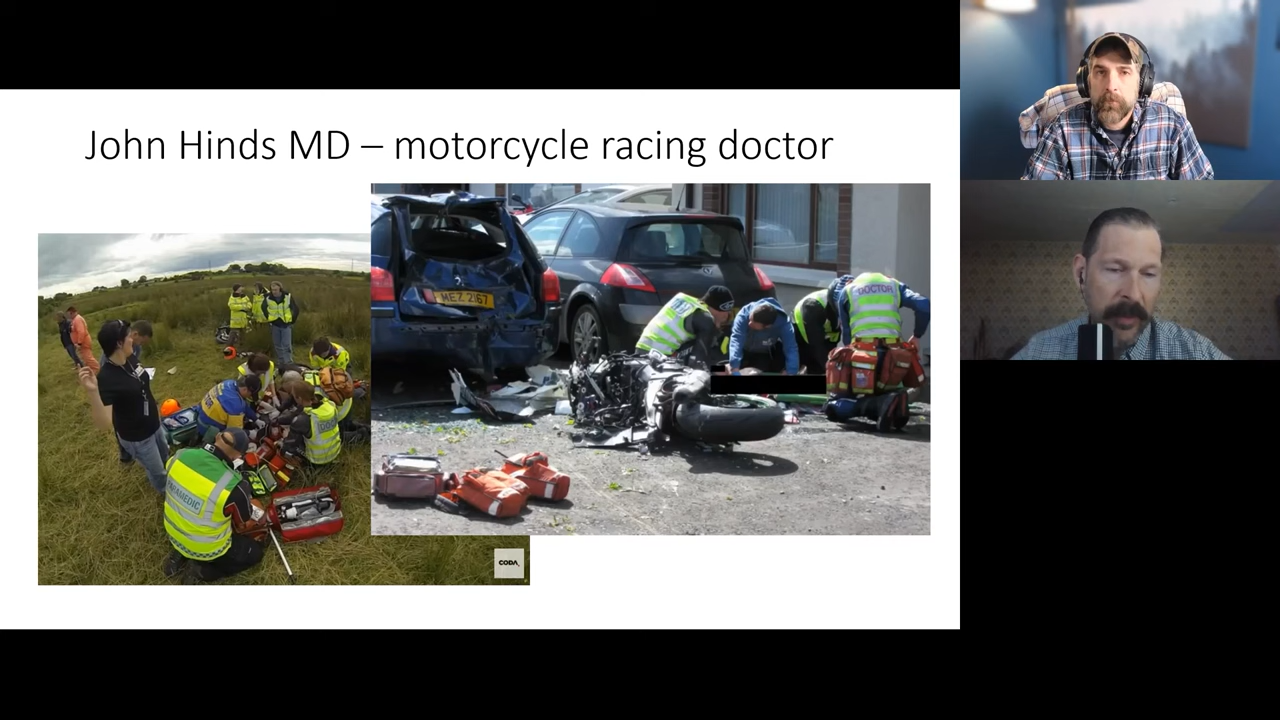 John Hinds MD – motorcycle racing doctor
MEZ 2167
DOCTOR
PARAMEDIC
CODA